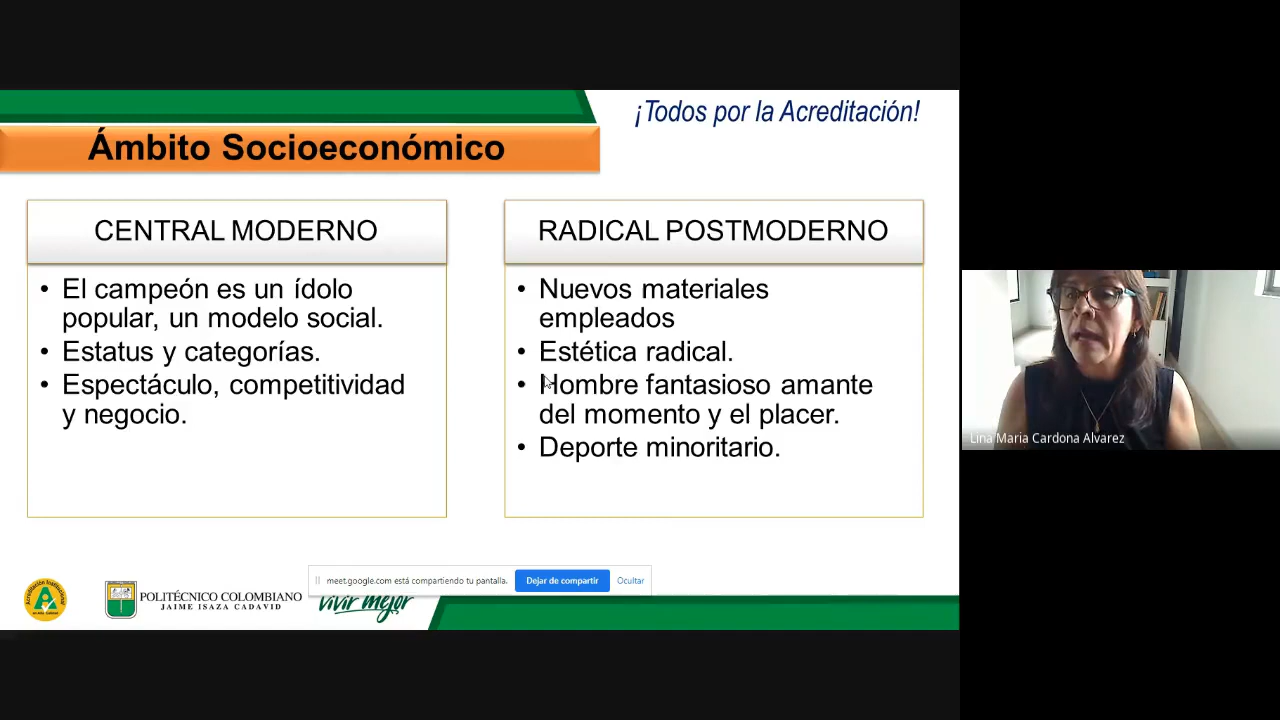 ¡Todos por la Acreditación!
Ámbito Socioeconómico
CENTRAL MODERNO
• El campeón es un ídolo
popular, un modelo social.
• Estatus y categorías.
• Espectáculo, competitividad
y negocio.
RADICAL POSTMODERNO
• Nuevos materiales
empleados
• Estética radical.
• Hombre fantasioso amante
del momento y el placer.
• Deporte minoritario.
Lina Maria Cardona Alvarez
meet.google.com está compartiendo tu pantalla.
Dejar de compartir
Ocultar
POLITÉCNICO COLOMBIANO
JAIME ISAZA CADAVID
vivir mejor